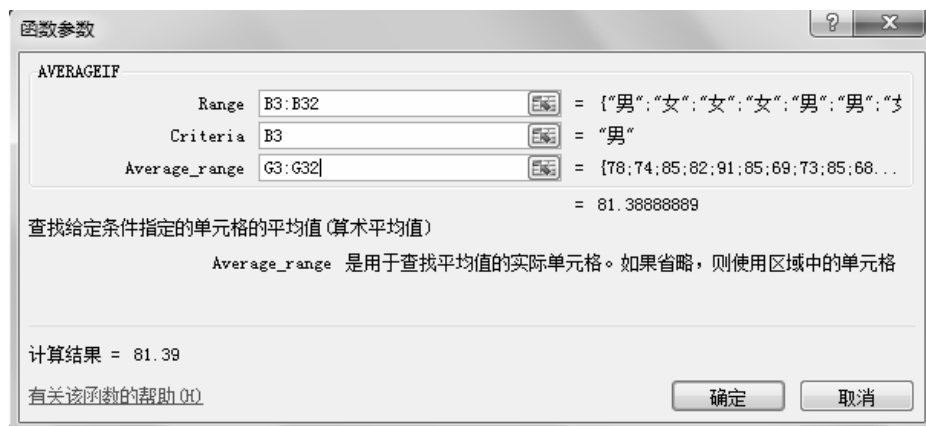 函数参数
AVERAGEIF
Range B3:B32 = {"男";"女";"女";"女";"男";"男";"女
Criteria B3 = "男"
Average_range G3:G32 = {78;74;85;82;91;85;69;73;85;68...
= 81.38888889
查找给定条件指定的单元格的平均值(算术平均值)
Average_range 是用于查找平均值的实际单元格。如果省略，则使用区域中的单元格
计算结果 = 81.39
有关该函数的帮助(H)
确定 取消